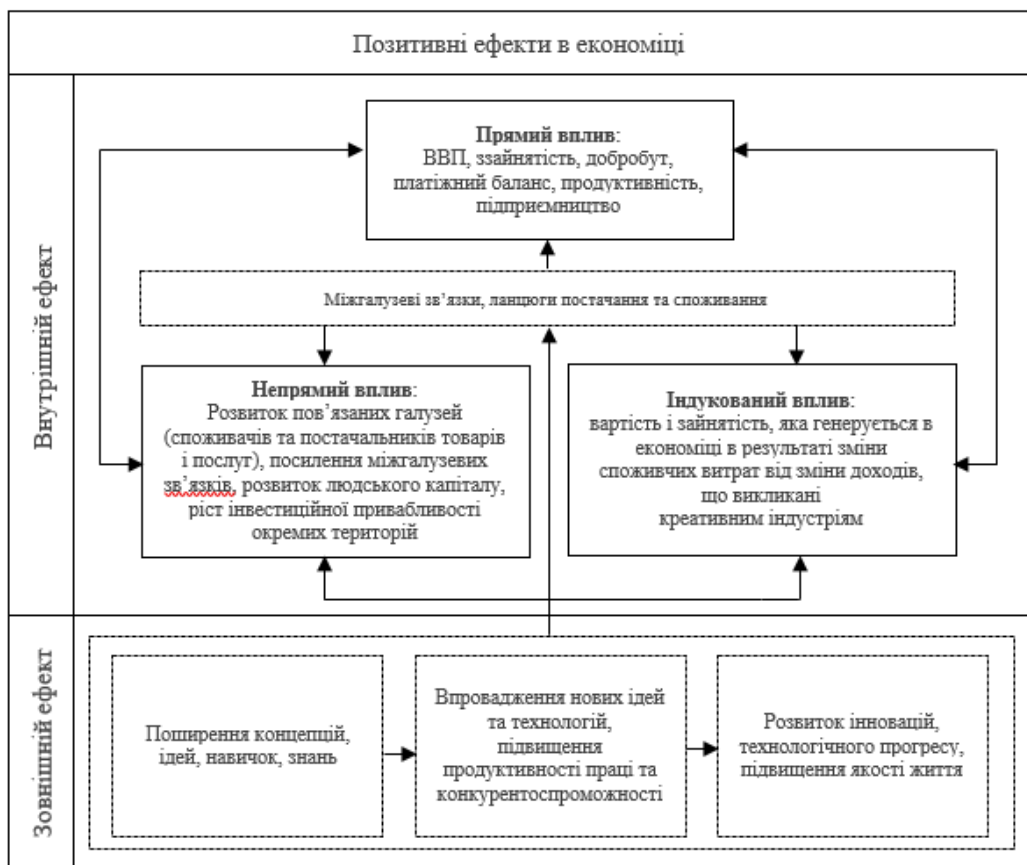 Позитивні ефекти в економіці
Внутрішній ефект
Прямий вплив:
ВВП, ззайнятість, добробут,
платіжний баланс, продуктивність,
підприємництво
Міжгалузеві зв’язки, ланцюги постачання та споживання
Непрямий вплив:
Розвиток пов’язаних галузей
(споживачів та постачальників товарів
і послуг), посилення міжгалузевих
зв’язків, розвиток людського капіталу,
ріст інвестиційної привабливості
окремих територій
Індукований вплив:
вартість і зайнятість, яка генерується в
економіці в результаті зміни
споживчих витрат від зміни доходів,
що викликані
креативним індустріям
Зовнішній ефект
Поширення концепцій,
ідей, навичок, знань
Впровадження нових ідей
та технологій,
підвищення
продуктивності праці та
конкурентоспроможності
Розвиток інновацій,
технологічного прогресу,
підвищення якості життя